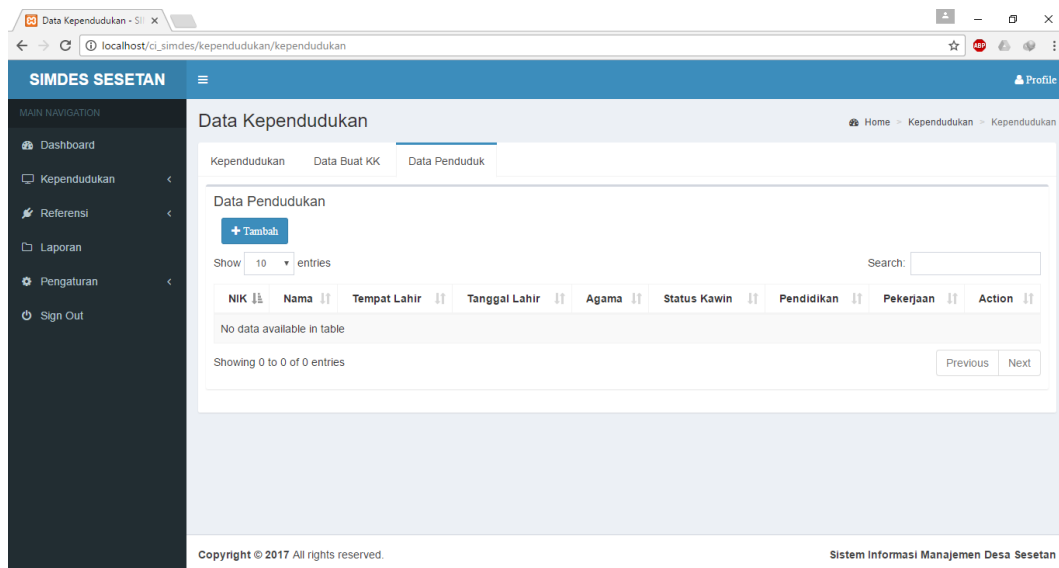 Data Kependudukan - SI
localhost/ci_simdes/kependudukan/kependudukan
ABP
SIMDES SESETAN
Profile
MAIN NAVIGATION
Dashboard
Kependudukan
Referensi
Laporan
Pengaturan
Sign Out
Data Kependudukan
Home > Kependudukan > Kependudukan
Kependudukan Data Buat KK Data Penduduk
Data Pendudukan
+ Tambah
Show 10 entries Search:
NIK Nama Tempat Lahir Tanggal Lahir Agama Status Kawin Pendidikan Pekerjaan Action
No data available in table
Showing 0 to 0 of 0 entries Previous Next
Copyright © 2017 All rights reserved. Sistem Informasi Manajemen Desa Sesetan